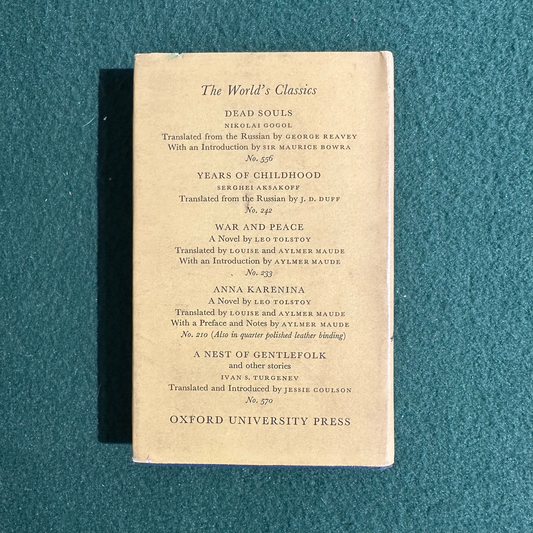 The World's Classics
DEAD SOULS
NIKOLAI GOGOL
Translated from the Russian by GEORGE REAVEY
With an Introduction by SIR MAURICE BOWRA
No. 556
YEARS OF CHILDHOOD
SERGHEI AKSAKOFF
Translated from the Russian by J. D. DUFF
No. 242
WAR AND PEACE
A Novel by LEO TOLSTOY
Translated by LOUISE and AYLMER MAUDE
With an Introduction by AYLMER MAUDE
No. 233
ANNA KARENINA
A Novel by LEO TOLSTOY
Translated by LOUISE and AYLMER MAUDE
With a Preface and Notes by AYLMER MAUDE
No. 210 (Also in quarter polished leather binding)
A NEST OF GENTLEFOLK
and other stories
IVAN S. TURGENEV
Translated and Introduced by JESSIE COULSON
No. 570
OXFORD UNIVERSITY PRESS